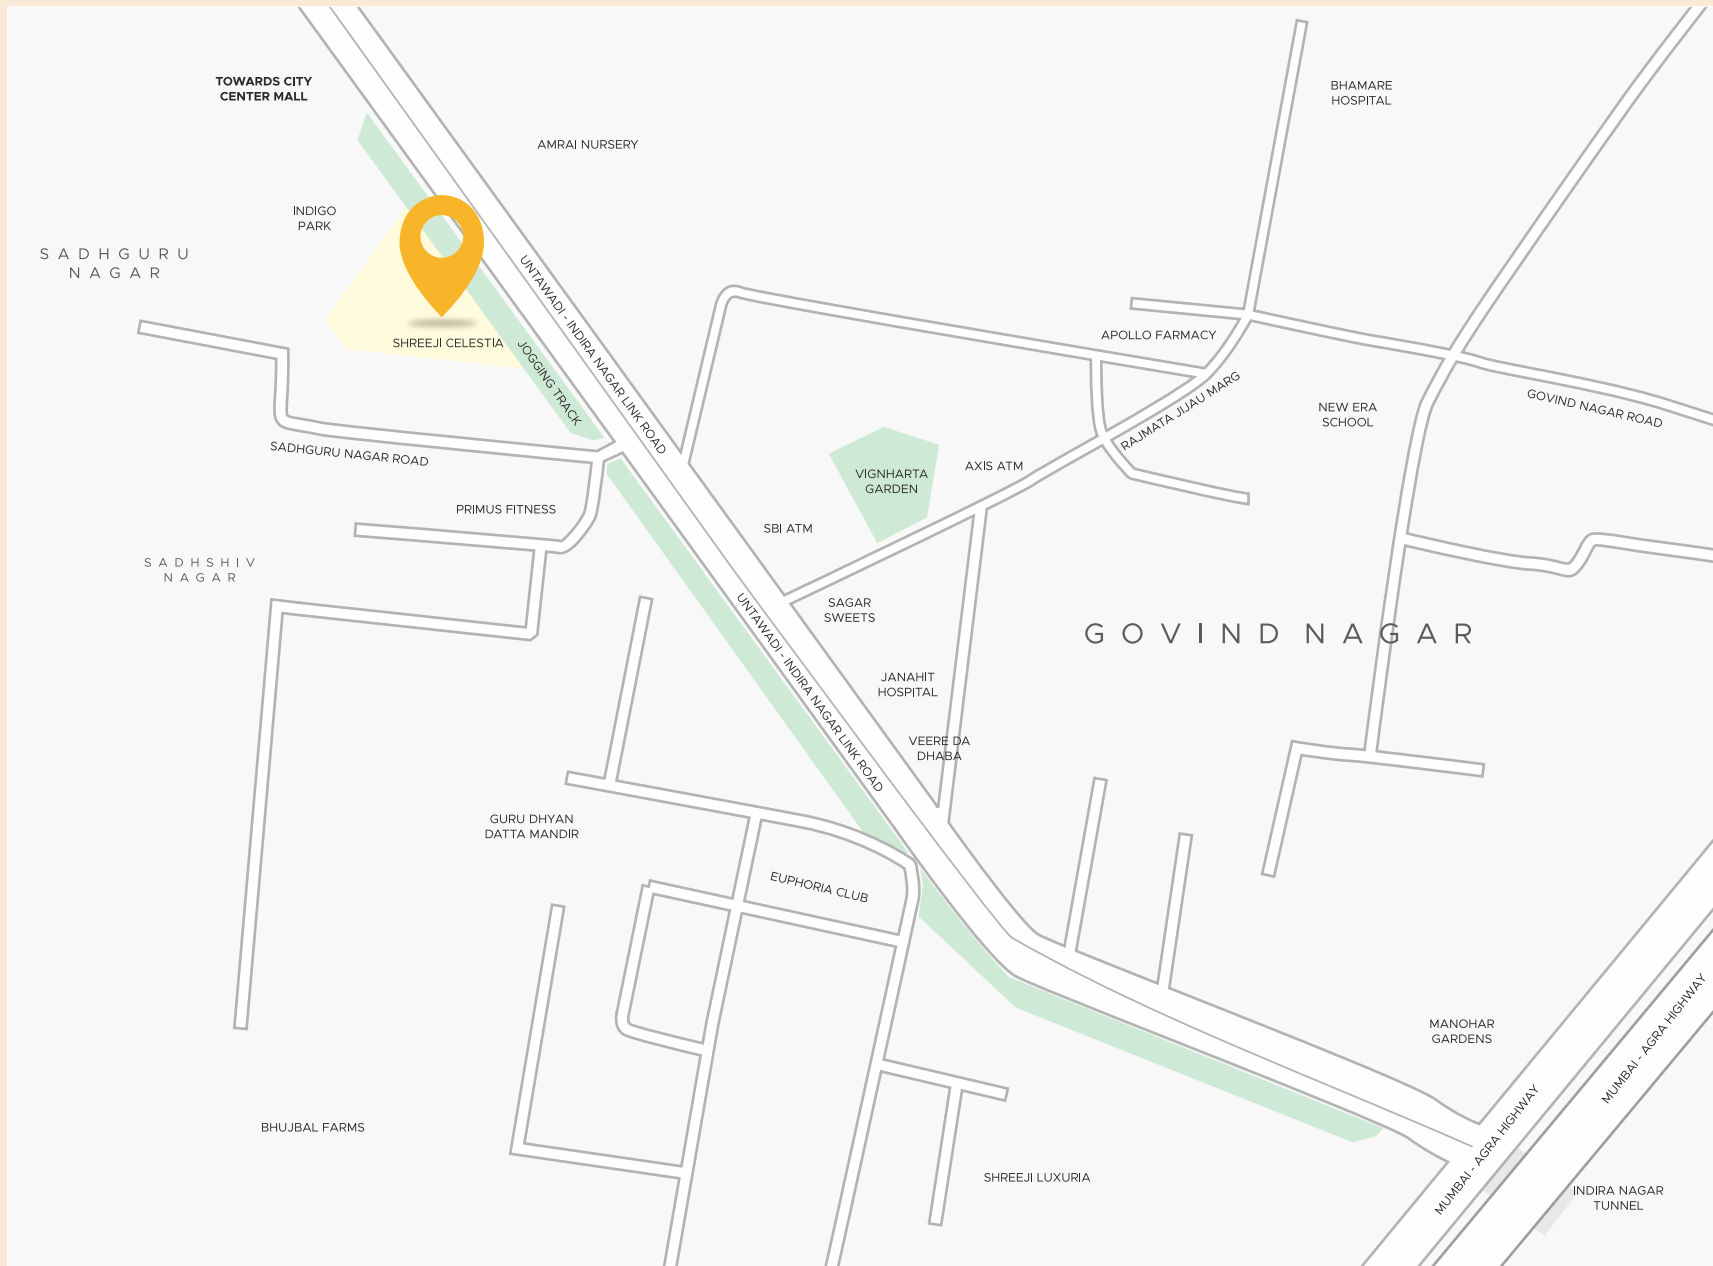 TOWARDS CITY
CENTER MALL
BHAMARE
HOSPITAL
AMRAI NURSERY
INDIGO
PARK
SADHGURU
NAGAR
UNTAWADI - INDIRA NAGAR LINK ROAD
SHREEJI CELESTIA
JOGGING TRACK
APOLLO FARMACY
RAJMATA JIJAU MARG
NEW ERA
SCHOOL
GOVIND NAGAR ROAD
SADHGURU NAGAR ROAD
VIGNHARTA
GARDEN
AXIS ATM
PRIMUS FITNESS
SBI ATM
SADHSHIV
NAGAR
SAGAR
SWEETS
GOVIND NAGAR
UNTAWADI - INDIRA NAGAR LINK ROAD
JANAHIT
HOSPITAL
VEERE DA
DHABA
GURU DHYAN
DATTA MANDIR
EUPHORIA CLUB
MANOHAR
GARDENS
MUMBAI - AGRA HIGHWAY
MUMBAI - AGRA HIGHWAY
BHUJBAL FARMS
SHREEJI LUXURIA
INDIRA NAGAR
TUNNEL